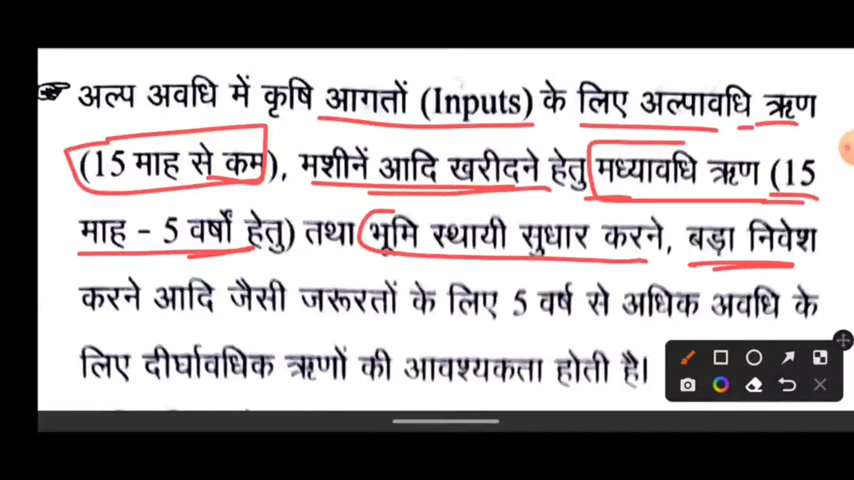 अल्प अवधि में कृषि आगतों (Inputs) के लिए अल्पावधि ऋण
(15 माह से कम), मशीनें आदि खरीदने हेतु मध्यावधि ऋण (15
माह - 5 वर्षों हेतु) तथा भूमि स्थायी सुधार करने, बड़ा निवेश
करने आदि जैसी जरूरतों के लिए 5 वर्ष से अधिक अवधि के
लिए दीर्घावधिक ऋणों की आवश्यकता होती है।